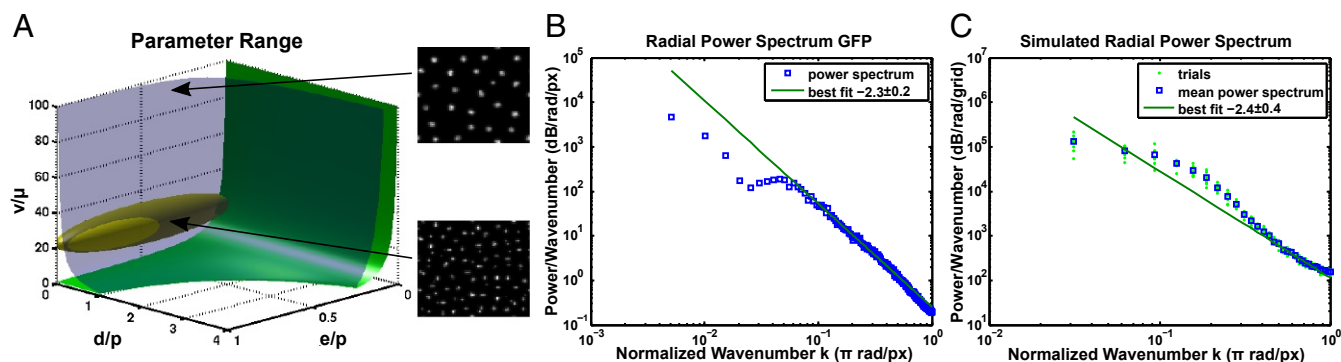 A
Parameter Range
v/μ
100
80
60
40
20
0
0
1
2
3
4
d/p
1
0.5
0
e/p
B
Radial Power Spectrum GFP
power spectrum
best fit −2.3±0.2
Power/Wavenumber (dB/rad/px)
10^5
10^4
10^3
10^2
10^1
10^0
10^−1
10^−3
10^−2
10^−1
10^0
Normalized Wavenumber k (π rad/px)
C
Simulated Radial Power Spectrum
trials
mean power spectrum
best fit −2.4±0.4
Power/Wavenumber (dB/rad/grid)
10^7
10^6
10^5
10^4
10^3
10^2
10^1
10^−1
10^0
Normalized Wavenumber k (π rad/px)